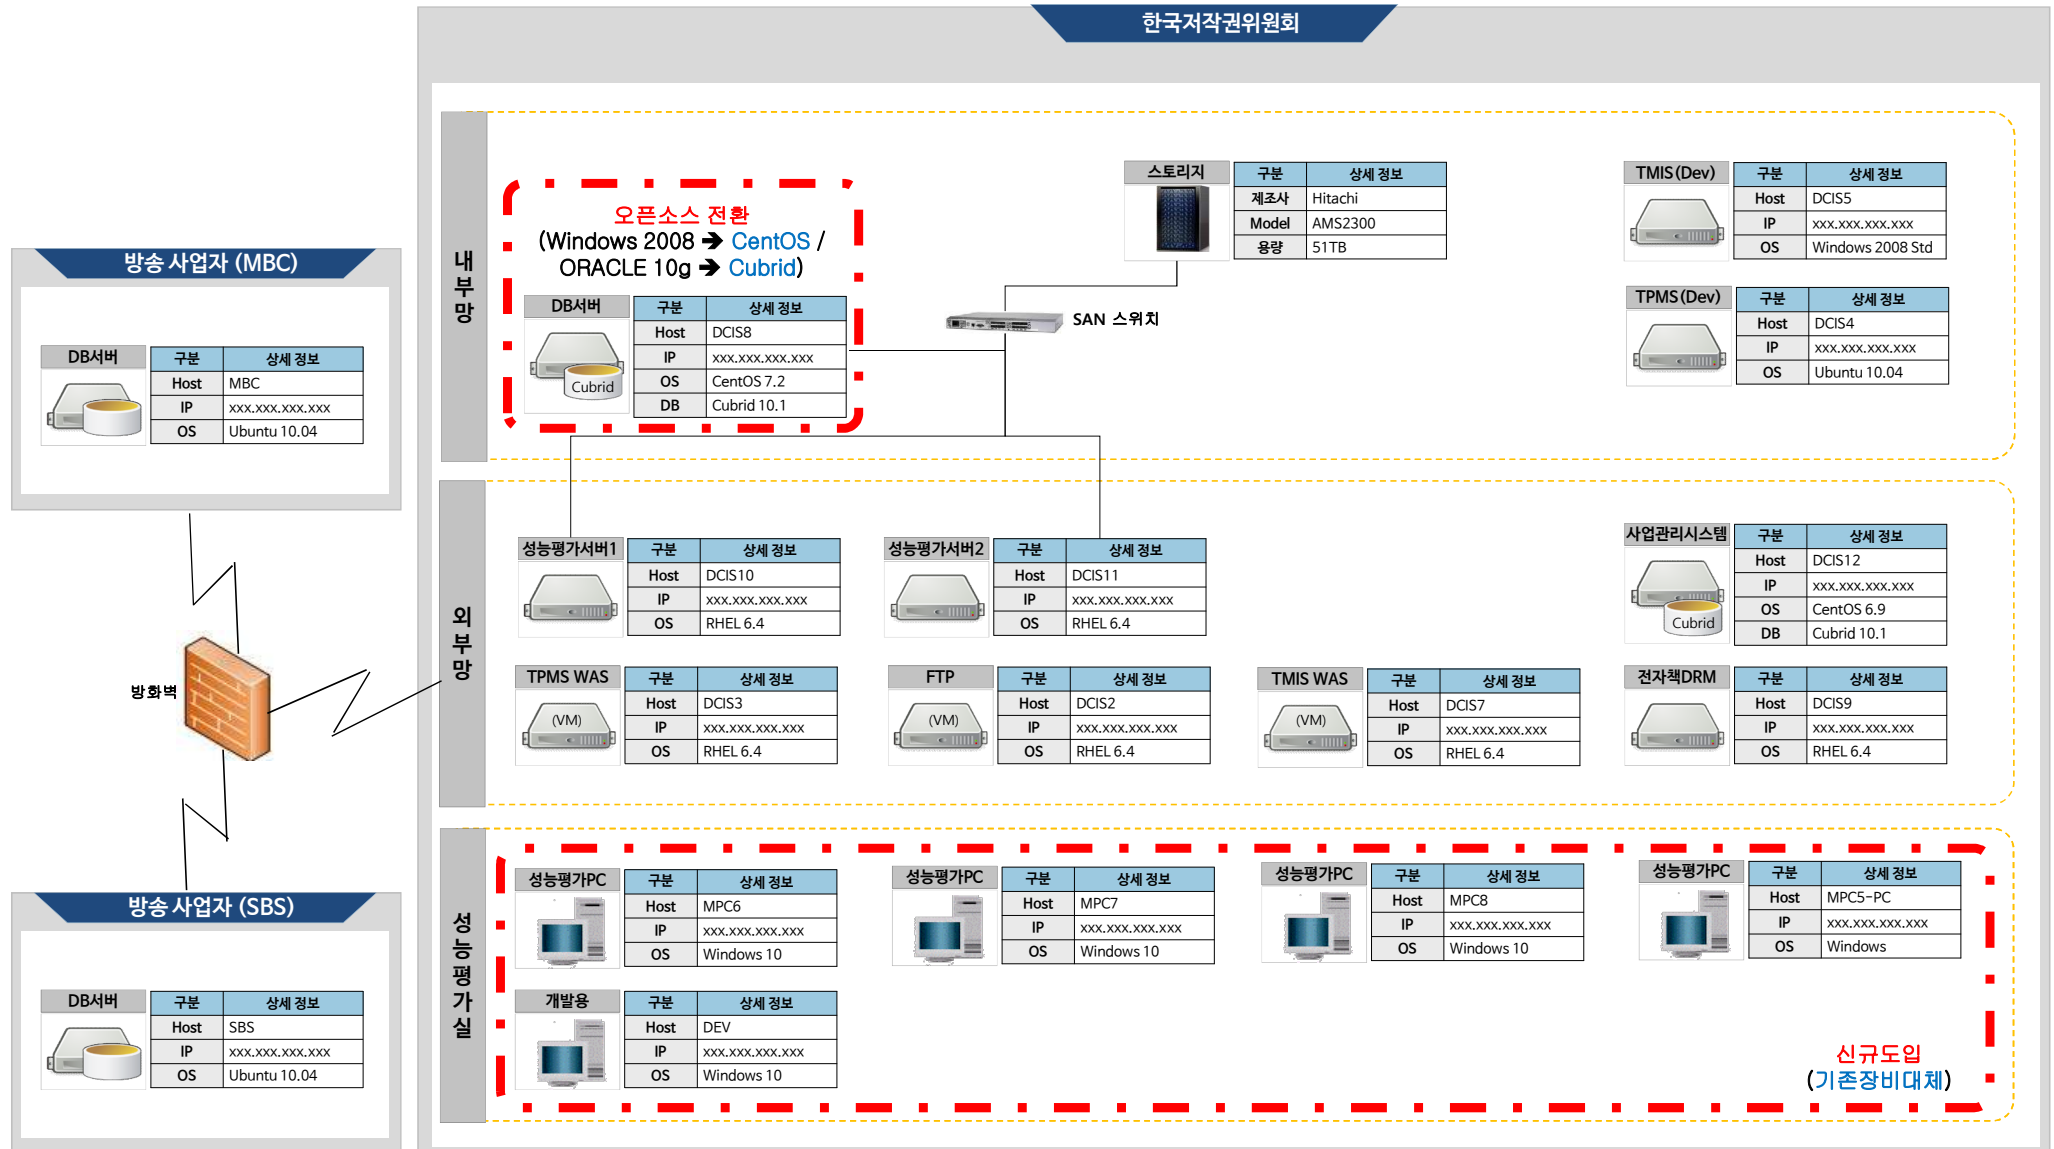 한국저작권위원회
내부망
오픈소스 전환
(Windows 2008 → CentOS /
ORACLE 10g → Cubrid)
DB서버
Cubrid
구분 상세 정보
Host DCIS8
IP xxx.xxx.xxx.xxx
OS CentOS 7.2
DB Cubrid 10.1
스토리지
구분 상세 정보
제조사 Hitachi
Model AMS2300
용량 51TB
SAN 스위치
TMIS(Dev)
구분 상세 정보
Host DCIS5
IP xxx.xxx.xxx.xxx
OS Windows 2008 Std
TPMS(Dev)
구분 상세 정보
Host DCIS4
IP xxx.xxx.xxx.xxx
OS Ubuntu 10.04
방송 사업자 (MBC)
DB서버
구분 상세 정보
Host MBC
IP xxx.xxx.xxx.xxx
OS Ubuntu 10.04
방화벽
방송 사업자 (SBS)
DB서버
구분 상세 정보
Host SBS
IP xxx.xxx.xxx.xxx
OS Ubuntu 10.04
외부망
성능평가서버1
구분 상세 정보
Host DCIS10
IP xxx.xxx.xxx.xxx
OS RHEL 6.4
성능평가서버2
구분 상세 정보
Host DCIS11
IP xxx.xxx.xxx.xxx
OS RHEL 6.4
사업관리시스템
Cubrid
구분 상세 정보
Host DCIS12
IP xxx.xxx.xxx.xxx
OS CentOS 6.9
DB Cubrid 10.1
TPMS WAS
(VM)
구분 상세 정보
Host DCIS3
IP xxx.xxx.xxx.xxx
OS RHEL 6.4
FTP
(VM)
구분 상세 정보
Host DCIS2
IP xxx.xxx.xxx.xxx
OS RHEL 6.4
TMIS WAS
(VM)
구분 상세 정보
Host DCIS7
IP xxx.xxx.xxx.xxx
OS RHEL 6.4
전자책DRM
구분 상세 정보
Host DCIS9
IP xxx.xxx.xxx.xxx
OS RHEL 6.4
성능평가실
성능평가PC
구분 상세 정보
Host MPC6
IP xxx.xxx.xxx.xxx
OS Windows 10
성능평가PC
구분 상세 정보
Host MPC7
IP xxx.xxx.xxx.xxx
OS Windows 10
성능평가PC
구분 상세 정보
Host MPC8
IP xxx.xxx.xxx.xxx
OS Windows 10
성능평가PC
구분 상세 정보
Host MPC5-PC
IP xxx.xxx.xxx.xxx
OS Windows
개발용
구분 상세 정보
Host DEV
IP xxx.xxx.xxx.xxx
OS Windows 10
신규도입
(기존장비대체)